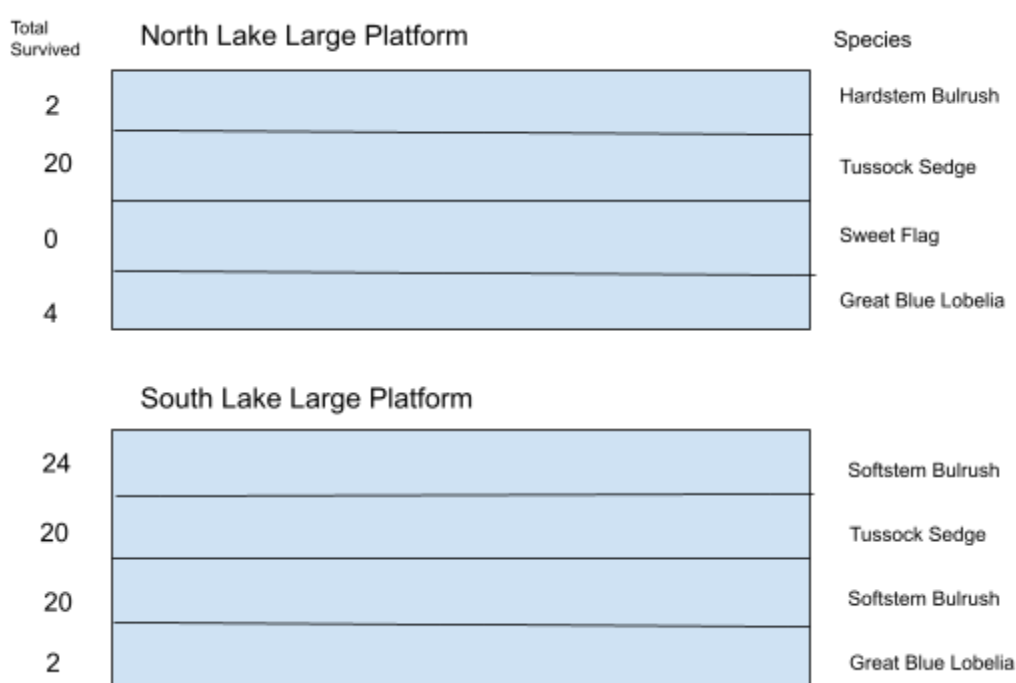 Total
Survived
North Lake Large Platform
Species
2
Hardstem Bulrush
20
Tussock Sedge
0
Sweet Flag
4
Great Blue Lobelia
South Lake Large Platform
24
Softstem Bulrush
20
Tussock Sedge
20
Softstem Bulrush
2
Great Blue Lobelia